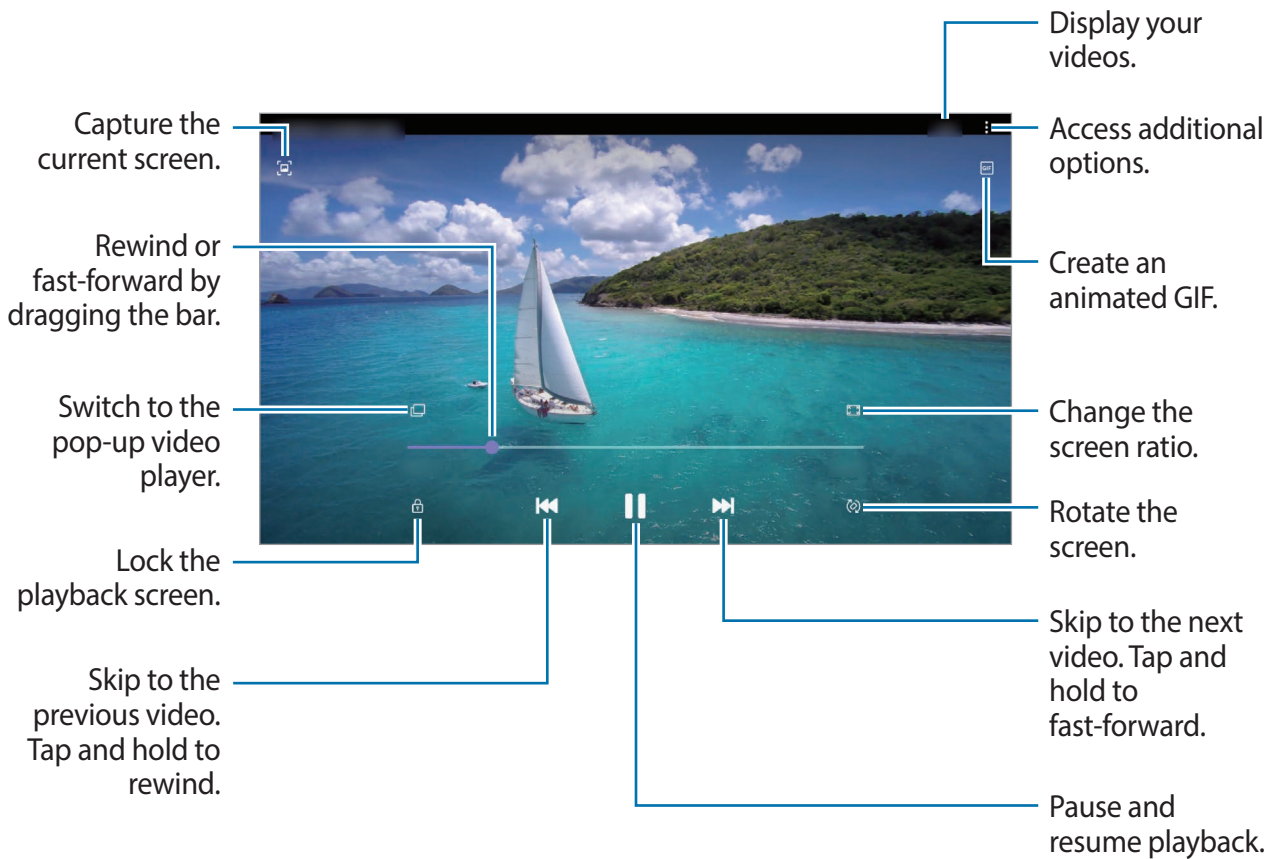 Display your
videos.
Capture the
current screen.
Access additional
options.
GIF
Rewind or
fast-forward by
dragging the bar.
Create an
animated GIF.
Switch to the
pop-up video
player.
Change the
screen ratio.
Rotate the
screen.
Lock the
playback screen.
Skip to the next
video. Tap and
hold to
fast-forward.
Skip to the
previous video.
Tap and hold to
rewind.
Pause and
resume playback.